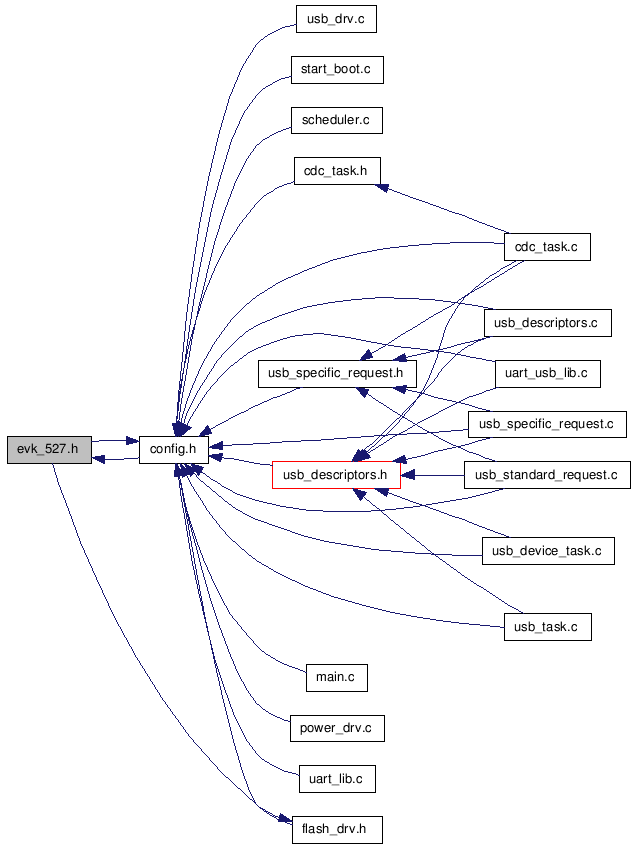 usb_drv.c
start_boot.c
scheduler.c
cdc_task.h
cdc_task.c
usb_descriptors.c
usb_specific_request.h
uart_usb_lib.c
usb_specific_request.c
evk_527.h
config.h
usb_descriptors.h
usb_standard_request.c
usb_device_task.c
usb_task.c
main.c
power_drv.c
uart_lib.c
flash_drv.h